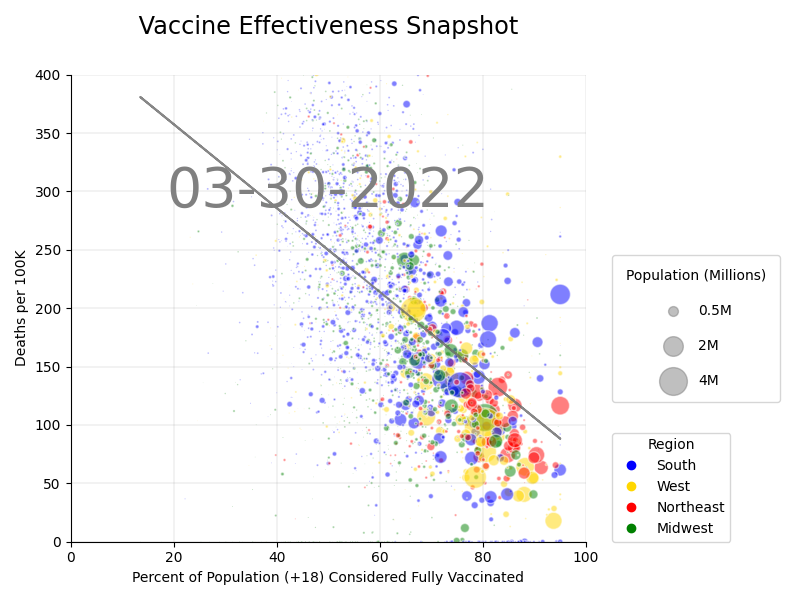 Vaccine Effectiveness Snapshot
400
350
300
250
200
150
100
50
0
Deaths per 100K
03-30-2022
0 20 40 60 80 100
Percent of Population (+18) Considered Fully Vaccinated
Population (Millions)
0.5M
2M
4M
Region
South
West
Northeast
Midwest